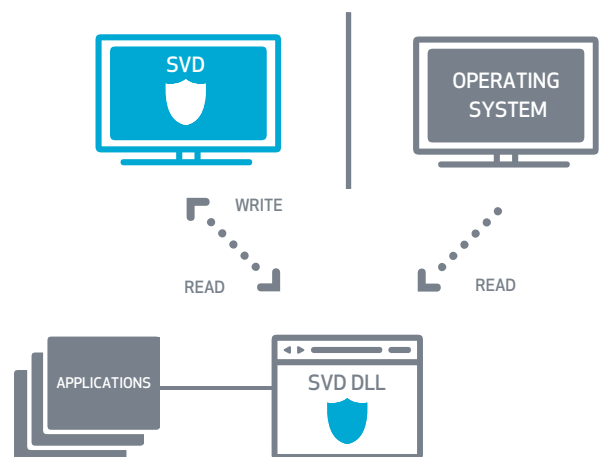 SVD
OPERATING
SYSTEM
WRITE
READ
READ
APPLICATIONS
SVD DLL